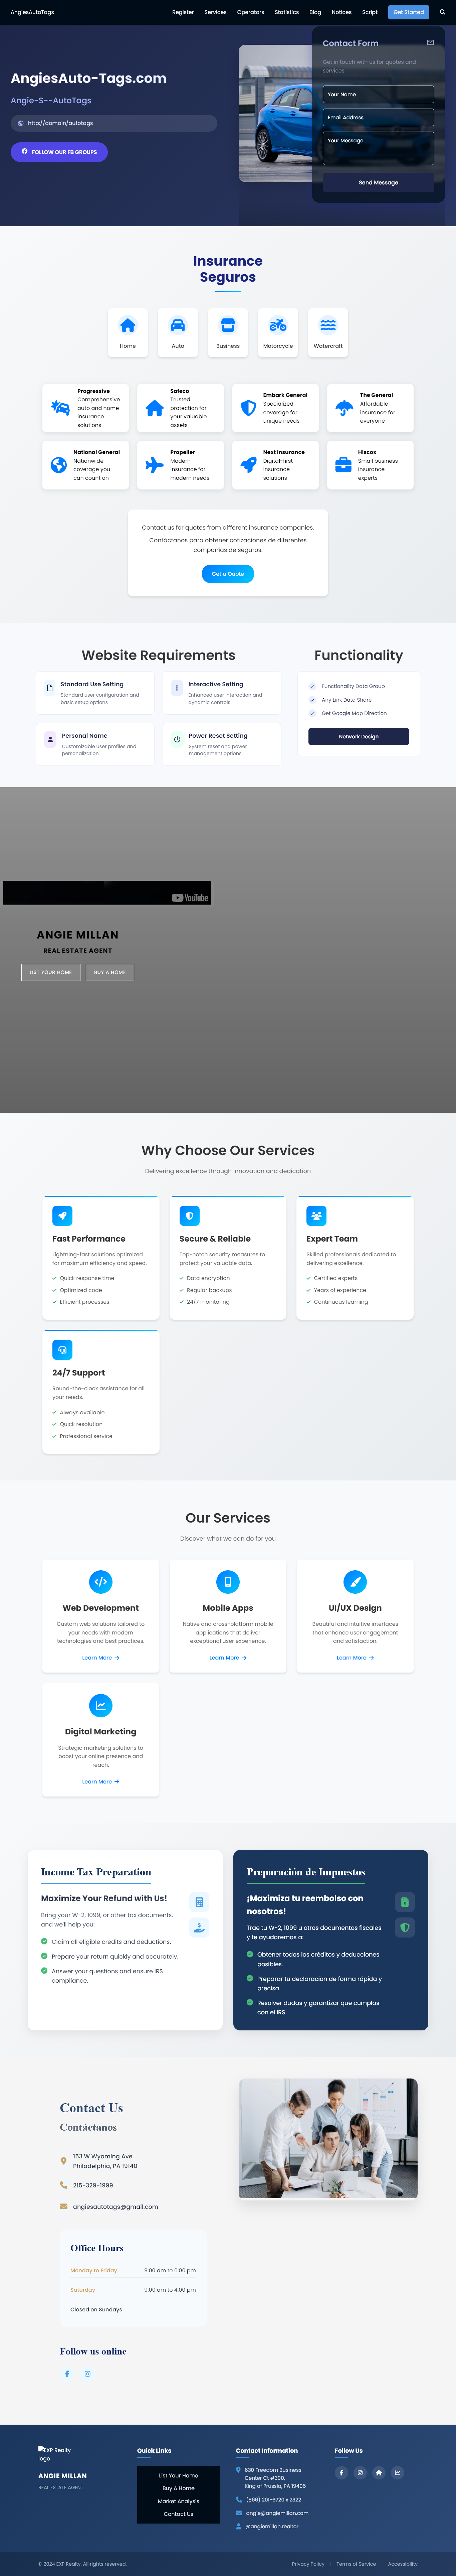 AngiesAutoTags
Register Services Operators Statistics Blog Notices Script Get Started
AngiesAuto-Tags.com
Angie-S--AutoTags
http://domain/autotags
FOLLOW OUR FB GROUPS
Contact Form
Get in touch with us for quotes and
services
Your Name
Email Address
Your Message
Send Message
Insurance
Seguros
Home
Auto
Business
Motorcycle
Watercraft
Progressive
Comprehensive
auto and home
insurance
solutions
Safeco
Trusted
protection for
your valuable
assets
Embark General
Specialized
coverage for
unique needs
The General
Affordable
insurance for
everyone
National General
Nationwide
coverage you
can count on
Propeller
Modern
insurance for
modern needs
Next Insurance
Digital-first
insurance
solutions
Hiscox
Small business
insurance
experts
Contact us for quotes from different insurance companies.
Contáctanos para obtener cotizaciones de diferentes
compañías de seguros.
Get a Quote
Website Requirements
Standard Use Setting
Standard user configuration and
basic setup options
Interactive Setting
Enhanced user interaction and
dynamic controls
Personal Name
Customizable user profiles and
personalization
Power Reset Setting
System reset and power
management options
Functionality
Functionality Data Group
Any Link Data Share
Get Google Map Direction
Network Design
YouTube
ANGIE MILLAN
REAL ESTATE AGENT
LIST YOUR HOME
BUY A HOME
Why Choose Our Services
Delivering excellence through innovation and dedication
Fast Performance
Lightning-fast solutions optimized
for maximum efficiency and speed.
Quick response time
Optimized code
Efficient processes
Secure & Reliable
Top-notch security measures to
protect your valuable data.
Data encryption
Regular backups
24/7 monitoring
Expert Team
Skilled professionals dedicated to
delivering excellence.
Certified experts
Years of experience
Continuous learning
24/7 Support
Round-the-clock assistance for all
your needs.
Always available
Quick resolution
Professional service
Our Services
Discover what we can do for you
Web Development
Custom web solutions tailored to
your needs with modern
technologies and best practices.
Learn More
Mobile Apps
Native and cross-platform mobile
applications that deliver
exceptional user experience.
Learn More
UI/UX Design
Beautiful and intuitive interfaces
that enhance user engagement
and satisfaction.
Learn More
Digital Marketing
Strategic marketing solutions to
boost your online presence and
reach.
Learn More
Income Tax Preparation
Maximize Your Refund with Us!
Bring your W-2, 1099, or other tax documents,
and we'll help you:
Claim all eligible credits and deductions.
Prepare your return quickly and accurately.
Answer your questions and ensure IRS
compliance.
Preparación de Impuestos
¡Maximiza tu reembolso con
nosotros!
Trae tu W-2, 1099 u otros documentos fiscales
y te ayudaremos a:
Obtener todos los créditos y deducciones
posibles.
Preparar tu declaración de forma rápida y
precisa.
Resolver dudas y garantizar que cumplas
con el IRS.
Contact Us
Contáctanos
153 W Wyoming Ave
Philadelphia, PA 19140
215-329-1999
angiesautotags@gmail.com
Office Hours
Monday to Friday 9:00 am to 6:00 pm
Saturday 9:00 am to 4:00 pm
Closed on Sundays
Follow us online
EXP Realty
logo
ANGIE MILLAN
REAL ESTATE AGENT
Quick Links
List Your Home
Buy A Home
Market Analysis
Contact Us
Contact Information
630 Freedom Business
Center Ct #300,
King of Prussia, PA 19406
(866) 201-6720 x 2322
angie@angiemillan.com
@angiemillan.realtor
Follow Us
© 2024 EXP Realty. All rights reserved.
Privacy Policy Terms of Service Accessibility